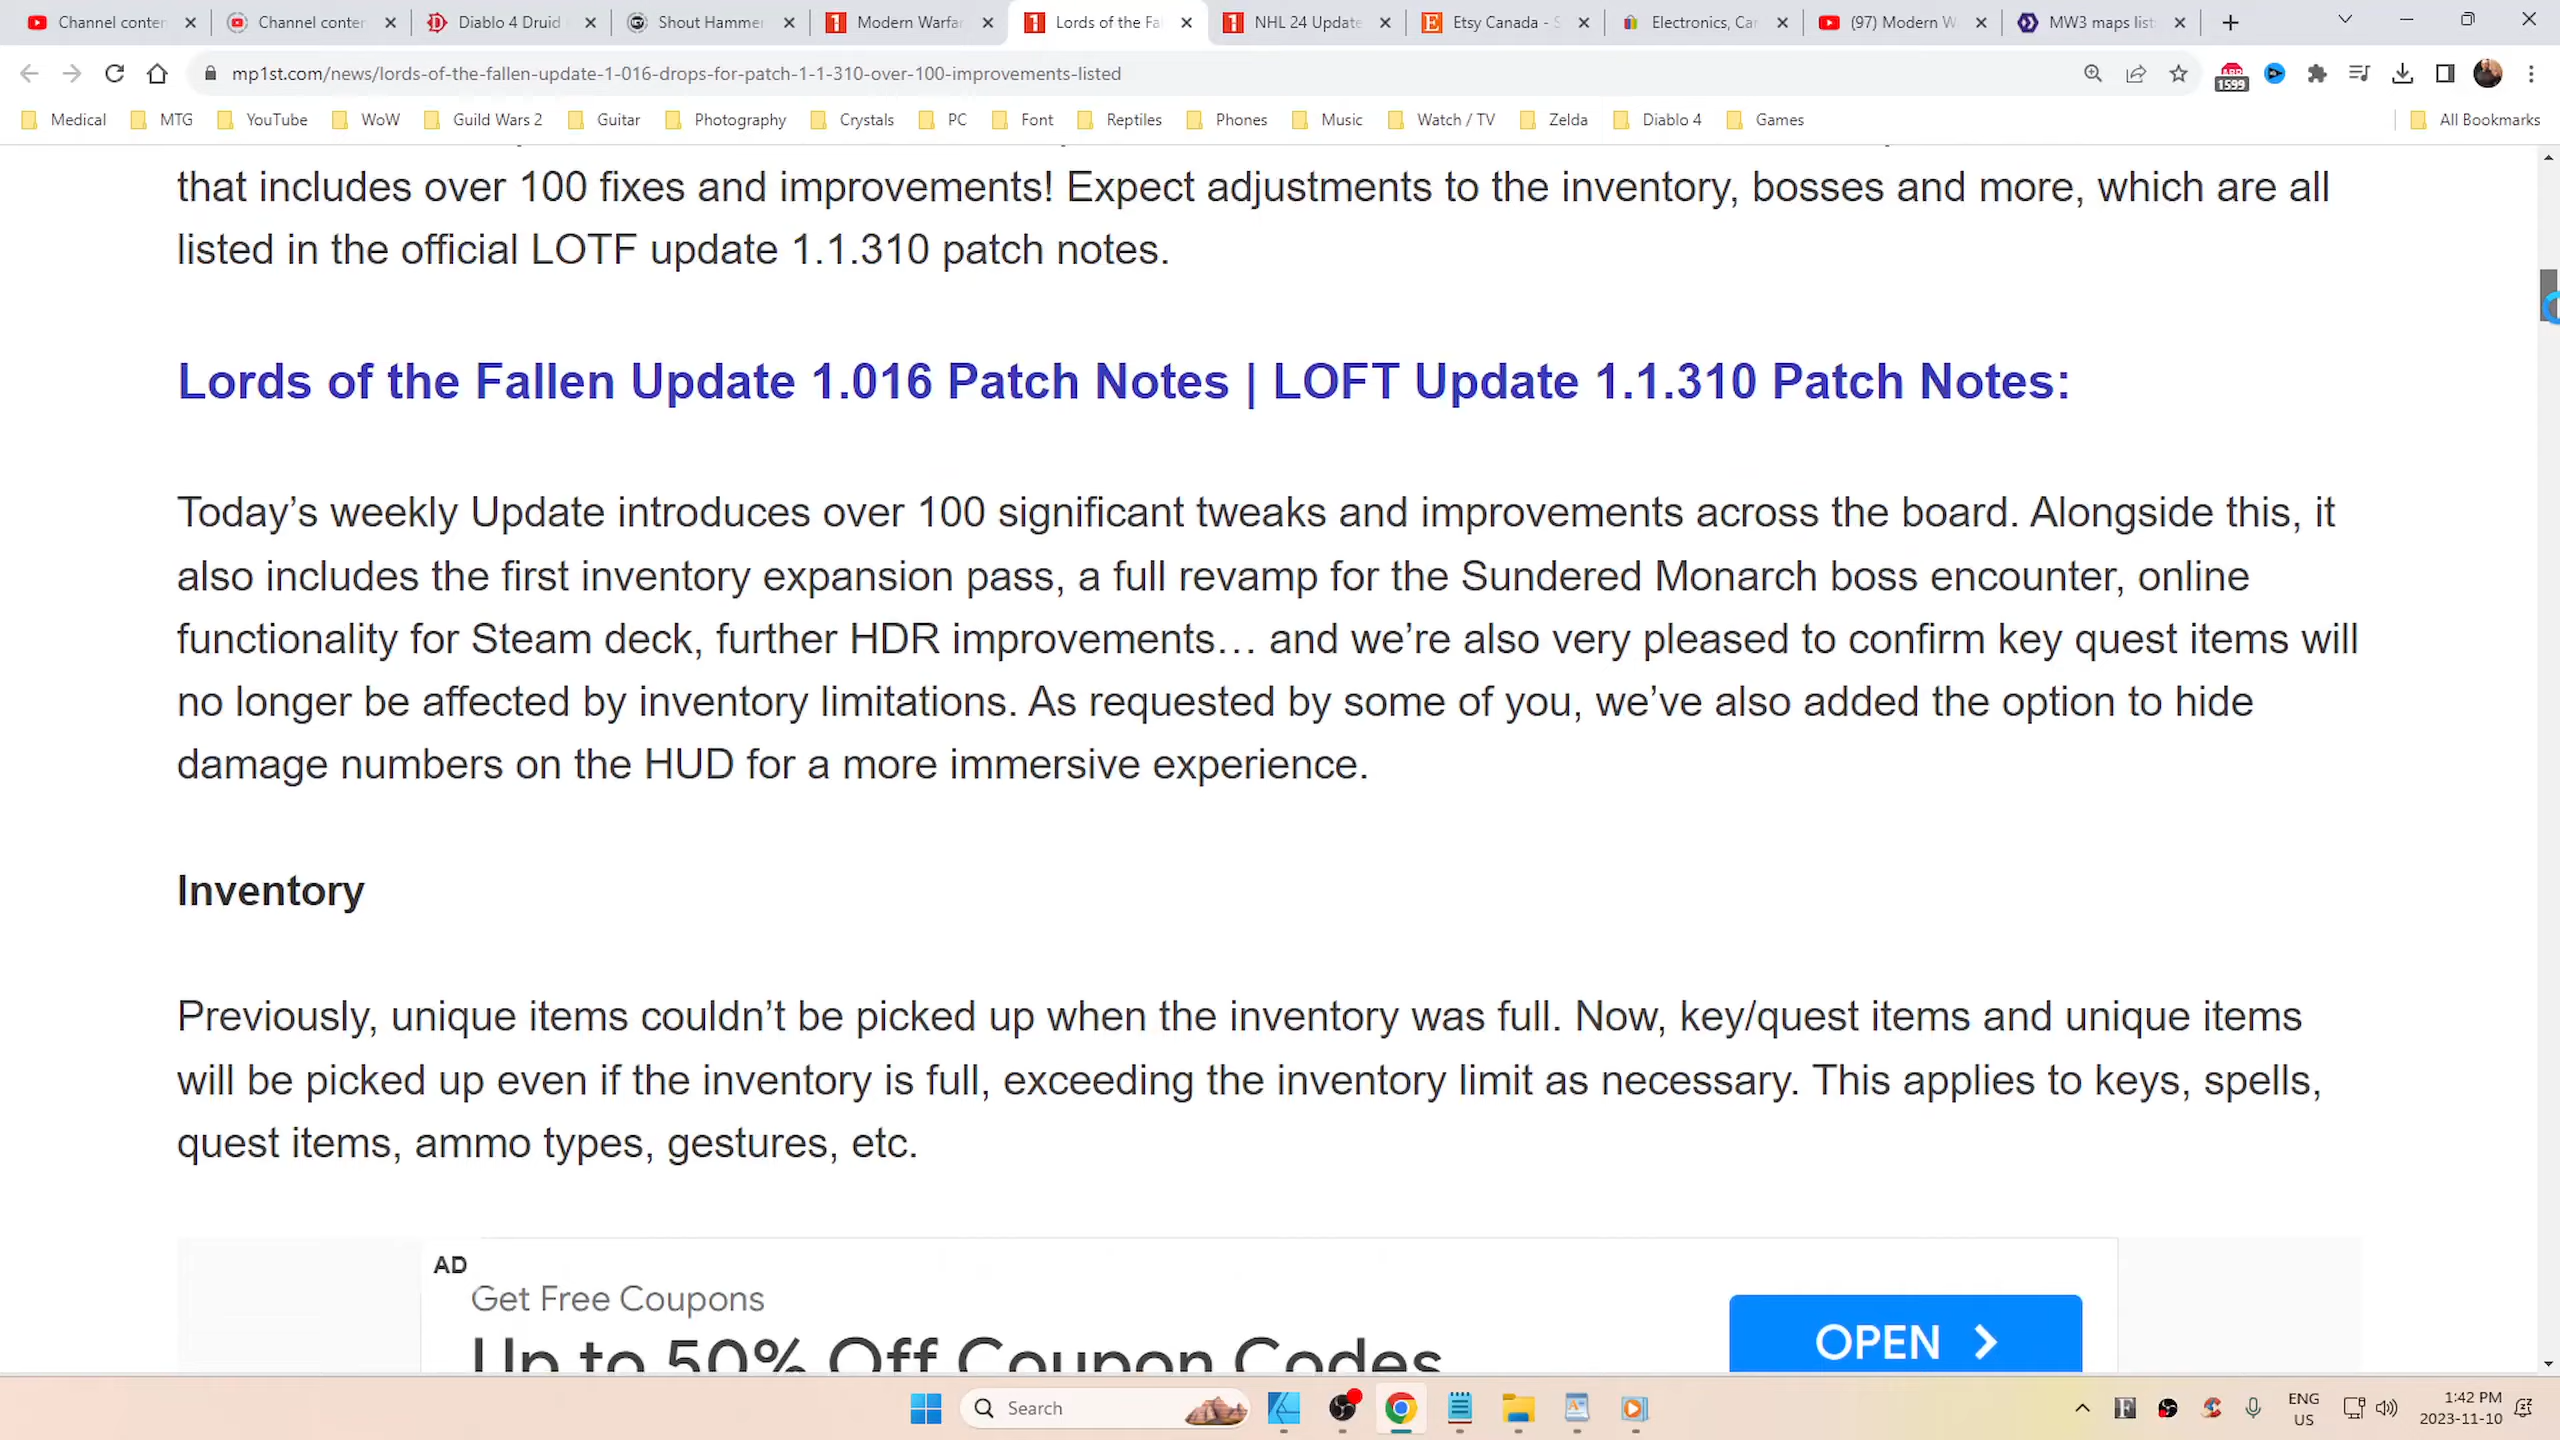 Channel conten
Channel conten
Diablo 4 Druid
Shout Hammer
Modern Warfar
Lords of the Fa
NHL 24 Update
Etsy Canada - S
Electronics, Car
(97) Modern W
MW3 maps list
mp1st.com/news/lords-of-the-fallen-update-1-016-drops-for-patch-1-1-310-over-100-improvements-listed
1599
Medical MTG YouTube WoW Guild Wars 2 Guitar Photography Crystals PC Font Reptiles Phones Music Watch / TV Zelda Diablo 4 Games All Bookmarks
that includes over 100 fixes and improvements! Expect adjustments to the inventory, bosses and more, which are all
listed in the official LOTF update 1.1.310 patch notes.
Lords of the Fallen Update 1.016 Patch Notes | LOFT Update 1.1.310 Patch Notes:
Today’s weekly Update introduces over 100 significant tweaks and improvements across the board. Alongside this, it
also includes the first inventory expansion pass, a full revamp for the Sundered Monarch boss encounter, online
functionality for Steam deck, further HDR improvements… and we’re also very pleased to confirm key quest items will
no longer be affected by inventory limitations. As requested by some of you, we’ve also added the option to hide
damage numbers on the HUD for a more immersive experience.
Inventory
Previously, unique items couldn’t be picked up when the inventory was full. Now, key/quest items and unique items
will be picked up even if the inventory is full, exceeding the inventory limit as necessary. This applies to keys, spells,
quest items, ammo types, gestures, etc.
AD
Get Free Coupons
Up to 50% Off Coupon Codes
OPEN
Search
ENG
US
1:42 PM
2023-11-10